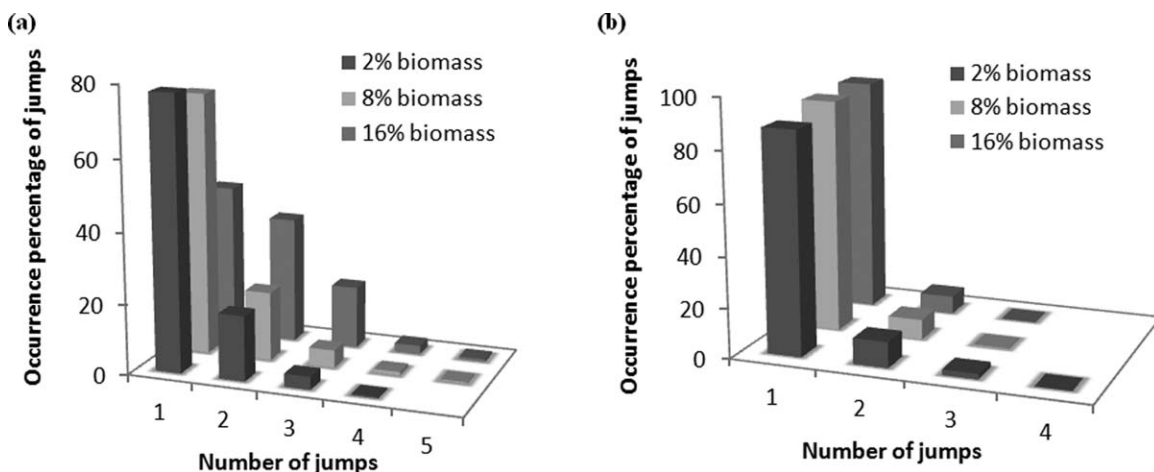 (a)
Occurrence percentage of jumps
80
60
40
20
0
2% biomass
8% biomass
16% biomass
1
2
3
4
5
Number of jumps
(b)
Occurrence percentage of jumps
100
80
60
40
20
0
2% biomass
8% biomass
16% biomass
1
2
3
4
Number of jumps